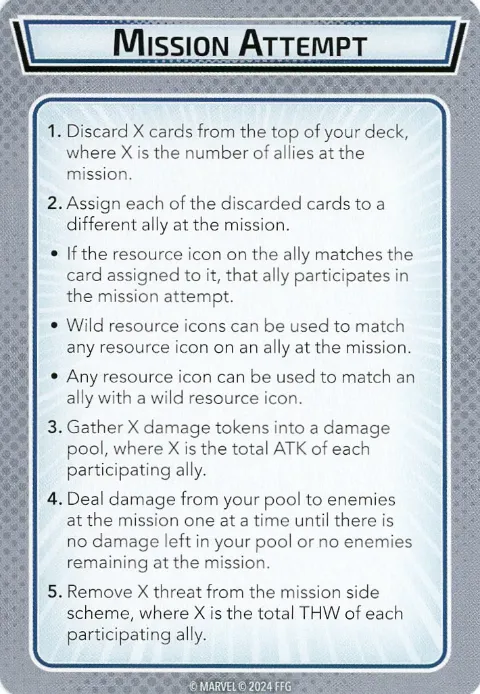 MISSION ATTEMPT
1. Discard X cards from the top of your deck,
where X is the number of allies at the
mission.
2. Assign each of the discarded cards to a
different ally at the mission.
• If the resource icon on the ally matches the
card assigned to it, that ally participates in
the mission attempt.
• Wild resource icons can be used to match
any resource icon on an ally at the mission.
• Any resource icon can be used to match an
ally with a wild resource icon.
3. Gather X damage tokens into a damage
pool, where X is the total ATK of each
participating ally.
4. Deal damage from your pool to enemies
at the mission one at a time until there is
no damage left in your pool or no enemies
remaining at the mission.
5. Remove X threat from the mission side
scheme, where X is the total THW of each
participating ally.
© MARVEL © 2024 FFG